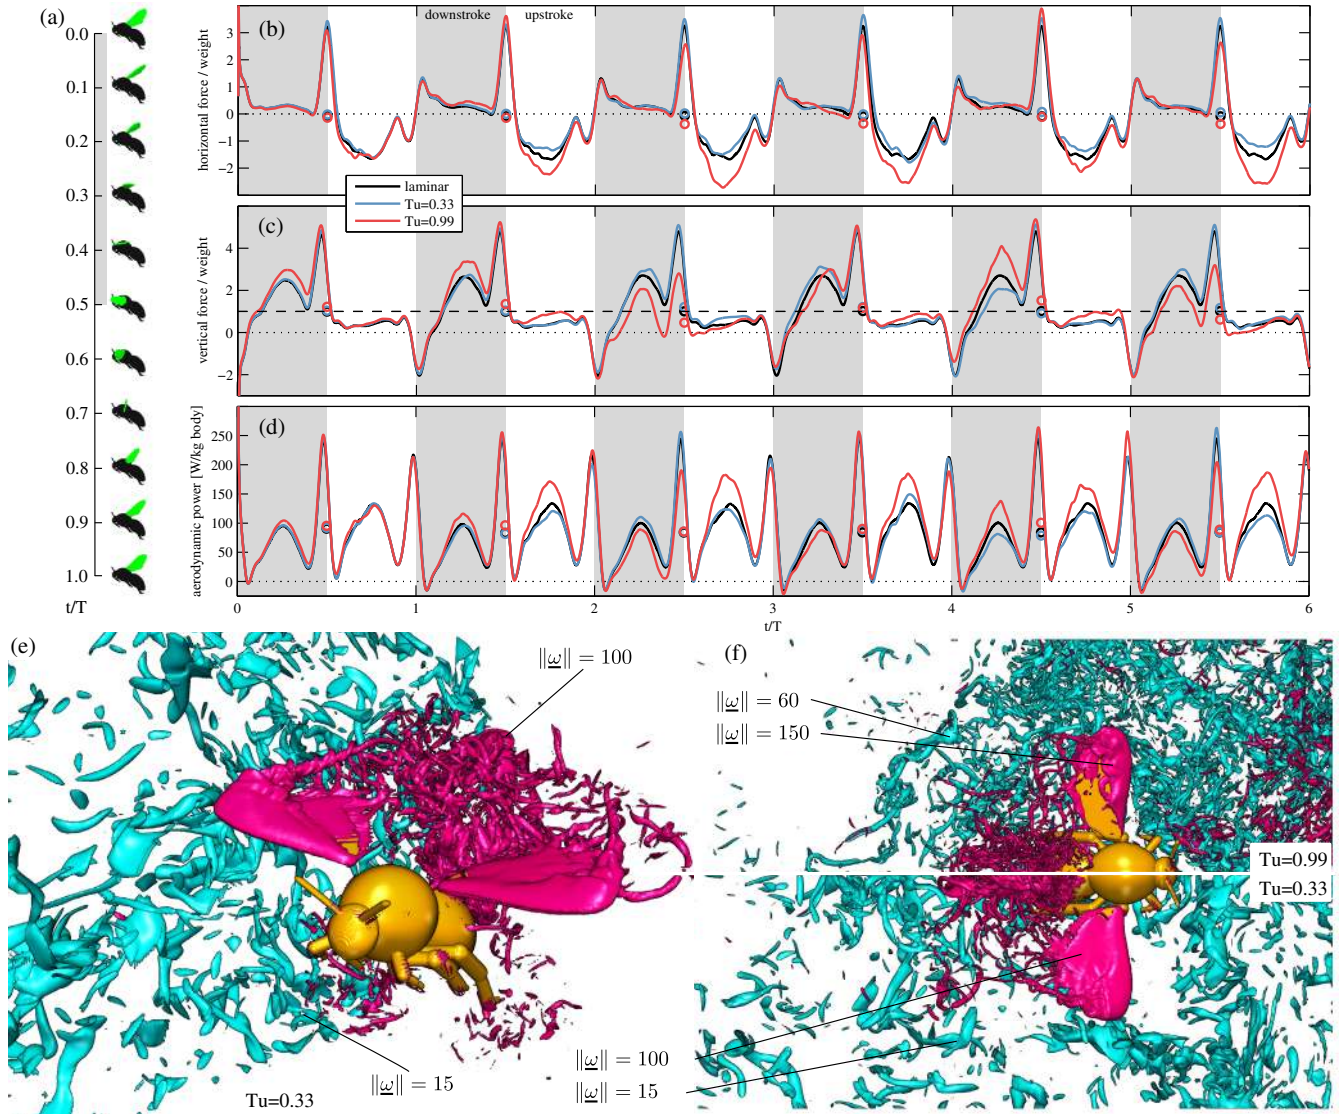 (a)
0.0
0.1
0.2
0.3
0.4
0.5
0.6
0.7
0.8
0.9
1.0
t/T
(b)
downstroke
upstroke
horizontal force / weight
3
2
1
0
−1
−2
laminar
Tu=0.33
Tu=0.99
(c)
vertical force / weight
4
2
0
−2
(d)
aerodynamic power [W/kg body]
250
200
150
100
50
0
0
1
2
3
4
5
6
t/T
(e)
‖ω‖ = 100
‖ω‖ = 15
Tu=0.33
(f)
‖ω‖ = 60
‖ω‖ = 150
Tu=0.99
Tu=0.33
‖ω‖ = 100
‖ω‖ = 15